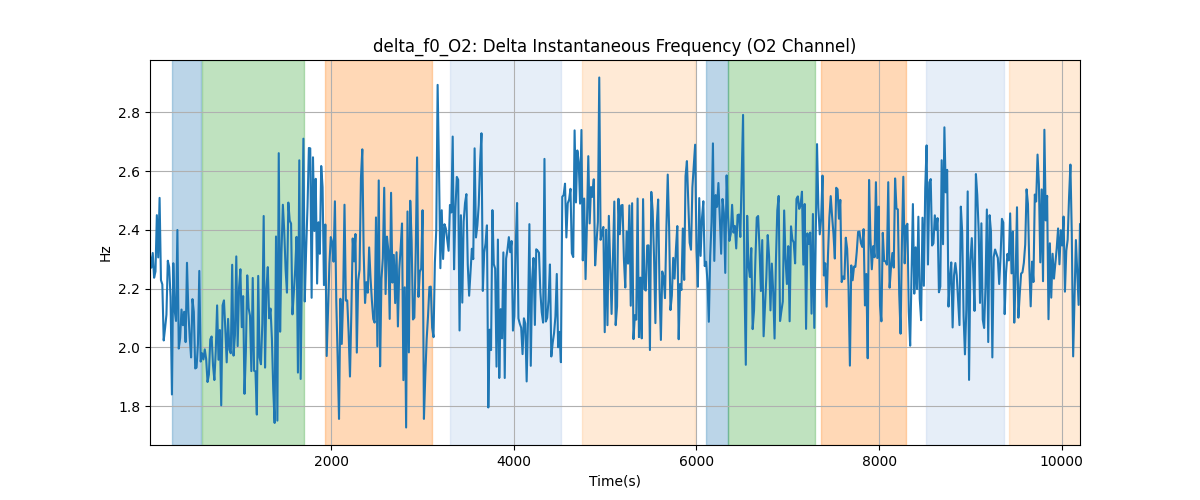 delta_f0_O2: Delta Instantaneous Frequency (O2 Channel)
Hz
2.8
2.6
2.4
2.2
2.0
1.8
2000 4000 6000 8000 10000
Time(s)